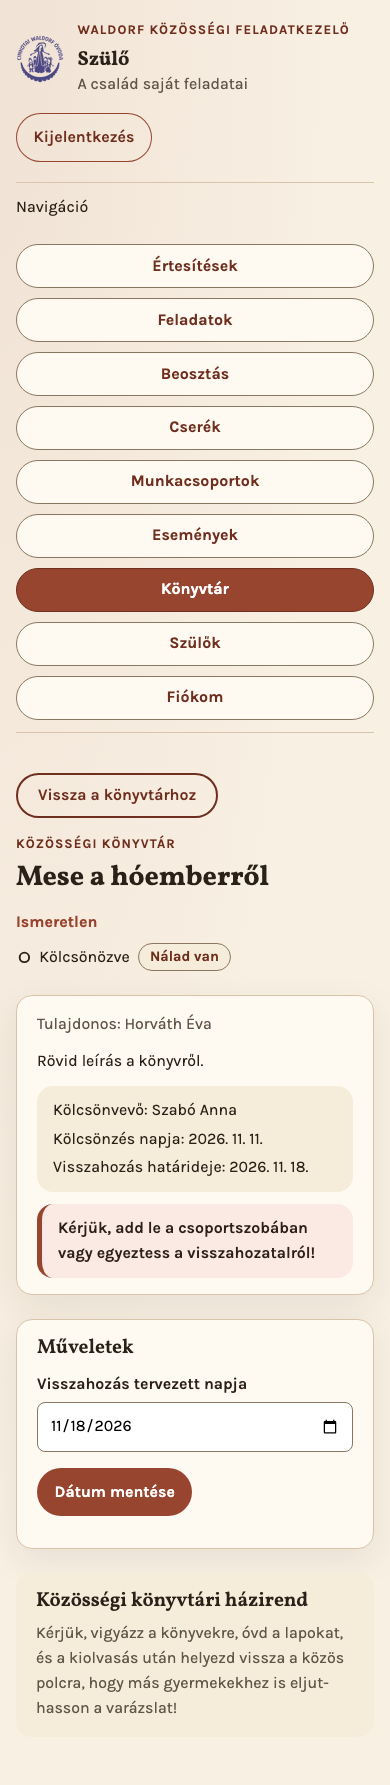 WALDORF KÖZÖSSÉGI FELADATKEZELŐ
Szülő
A család saját feladatai
Kijelentkezés
Navigáció
Értesítések
Feladatok
Beosztás
Cserék
Munkacsoportok
Események
Könyvtár
Szülők
Fiókom
Vissza a könyvtárhoz
KÖZÖSSÉGI KÖNYVTÁR
Mese a hóemberről
Ismeretlen
Kölcsönözve Nálad van
Tulajdonos: Horváth Éva
Rövid leírás a könyvről.
Kölcsönvevő: Szabó Anna
Kölcsönzés napja: 2026. 11. 11.
Visszahozás határideje: 2026. 11. 18.
Kérjük, add le a csoportszobában
vagy egyeztess a visszahozatalról!
Műveletek
Visszahozás tervezett napja
11/18/2026
Dátum mentése
Közösségi könyvtári házirend
Kérjük, vigyázz a könyvekre, óvd a lapokat,
és a kiolvasás után helyezd vissza a közös
polcra, hogy más gyermekekhez is eljut-
hasson a varázslat!